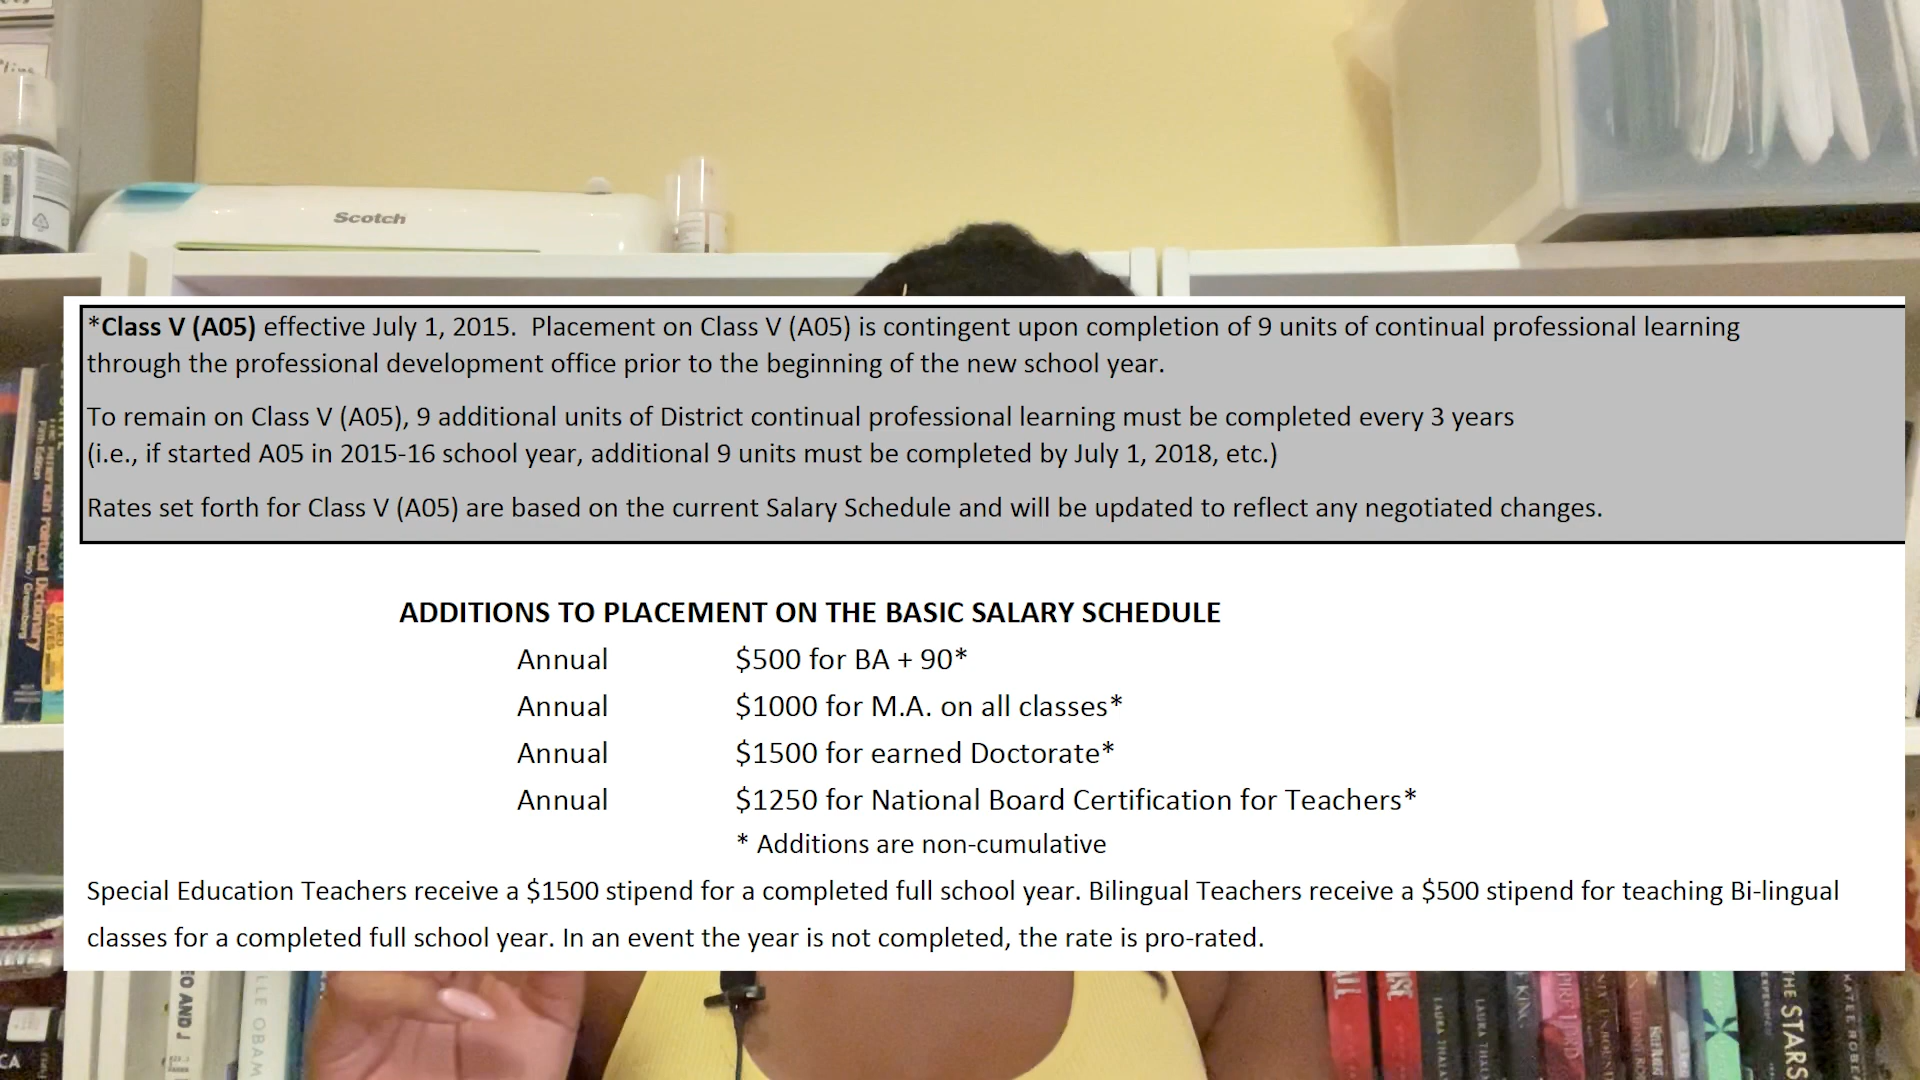 Scotch
*Class V (A05) effective July 1, 2015. Placement on Class V (A05) is contingent upon completion of 9 units of continual professional learning
through the professional development office prior to the beginning of the new school year.
To remain on Class V (A05), 9 additional units of District continual professional learning must be completed every 3 years
(i.e., if started A05 in 2015-16 school year, additional 9 units must be completed by July 1, 2018, etc.)
Rates set forth for Class V (A05) are based on the current Salary Schedule and will be updated to reflect any negotiated changes.
ADDITIONS TO PLACEMENT ON THE BASIC SALARY SCHEDULE
Annual $500 for BA + 90*
Annual $1000 for M.A. on all classes*
Annual $1500 for earned Doctorate*
Annual $1250 for National Board Certification for Teachers*
* Additions are non-cumulative
Special Education Teachers receive a $1500 stipend for a completed full school year. Bilingual Teachers receive a $500 stipend for teaching Bi-lingual
classes for a completed full school year. In an event the year is not completed, the rate is pro-rated.
LAURA
LAURA
THE STARS